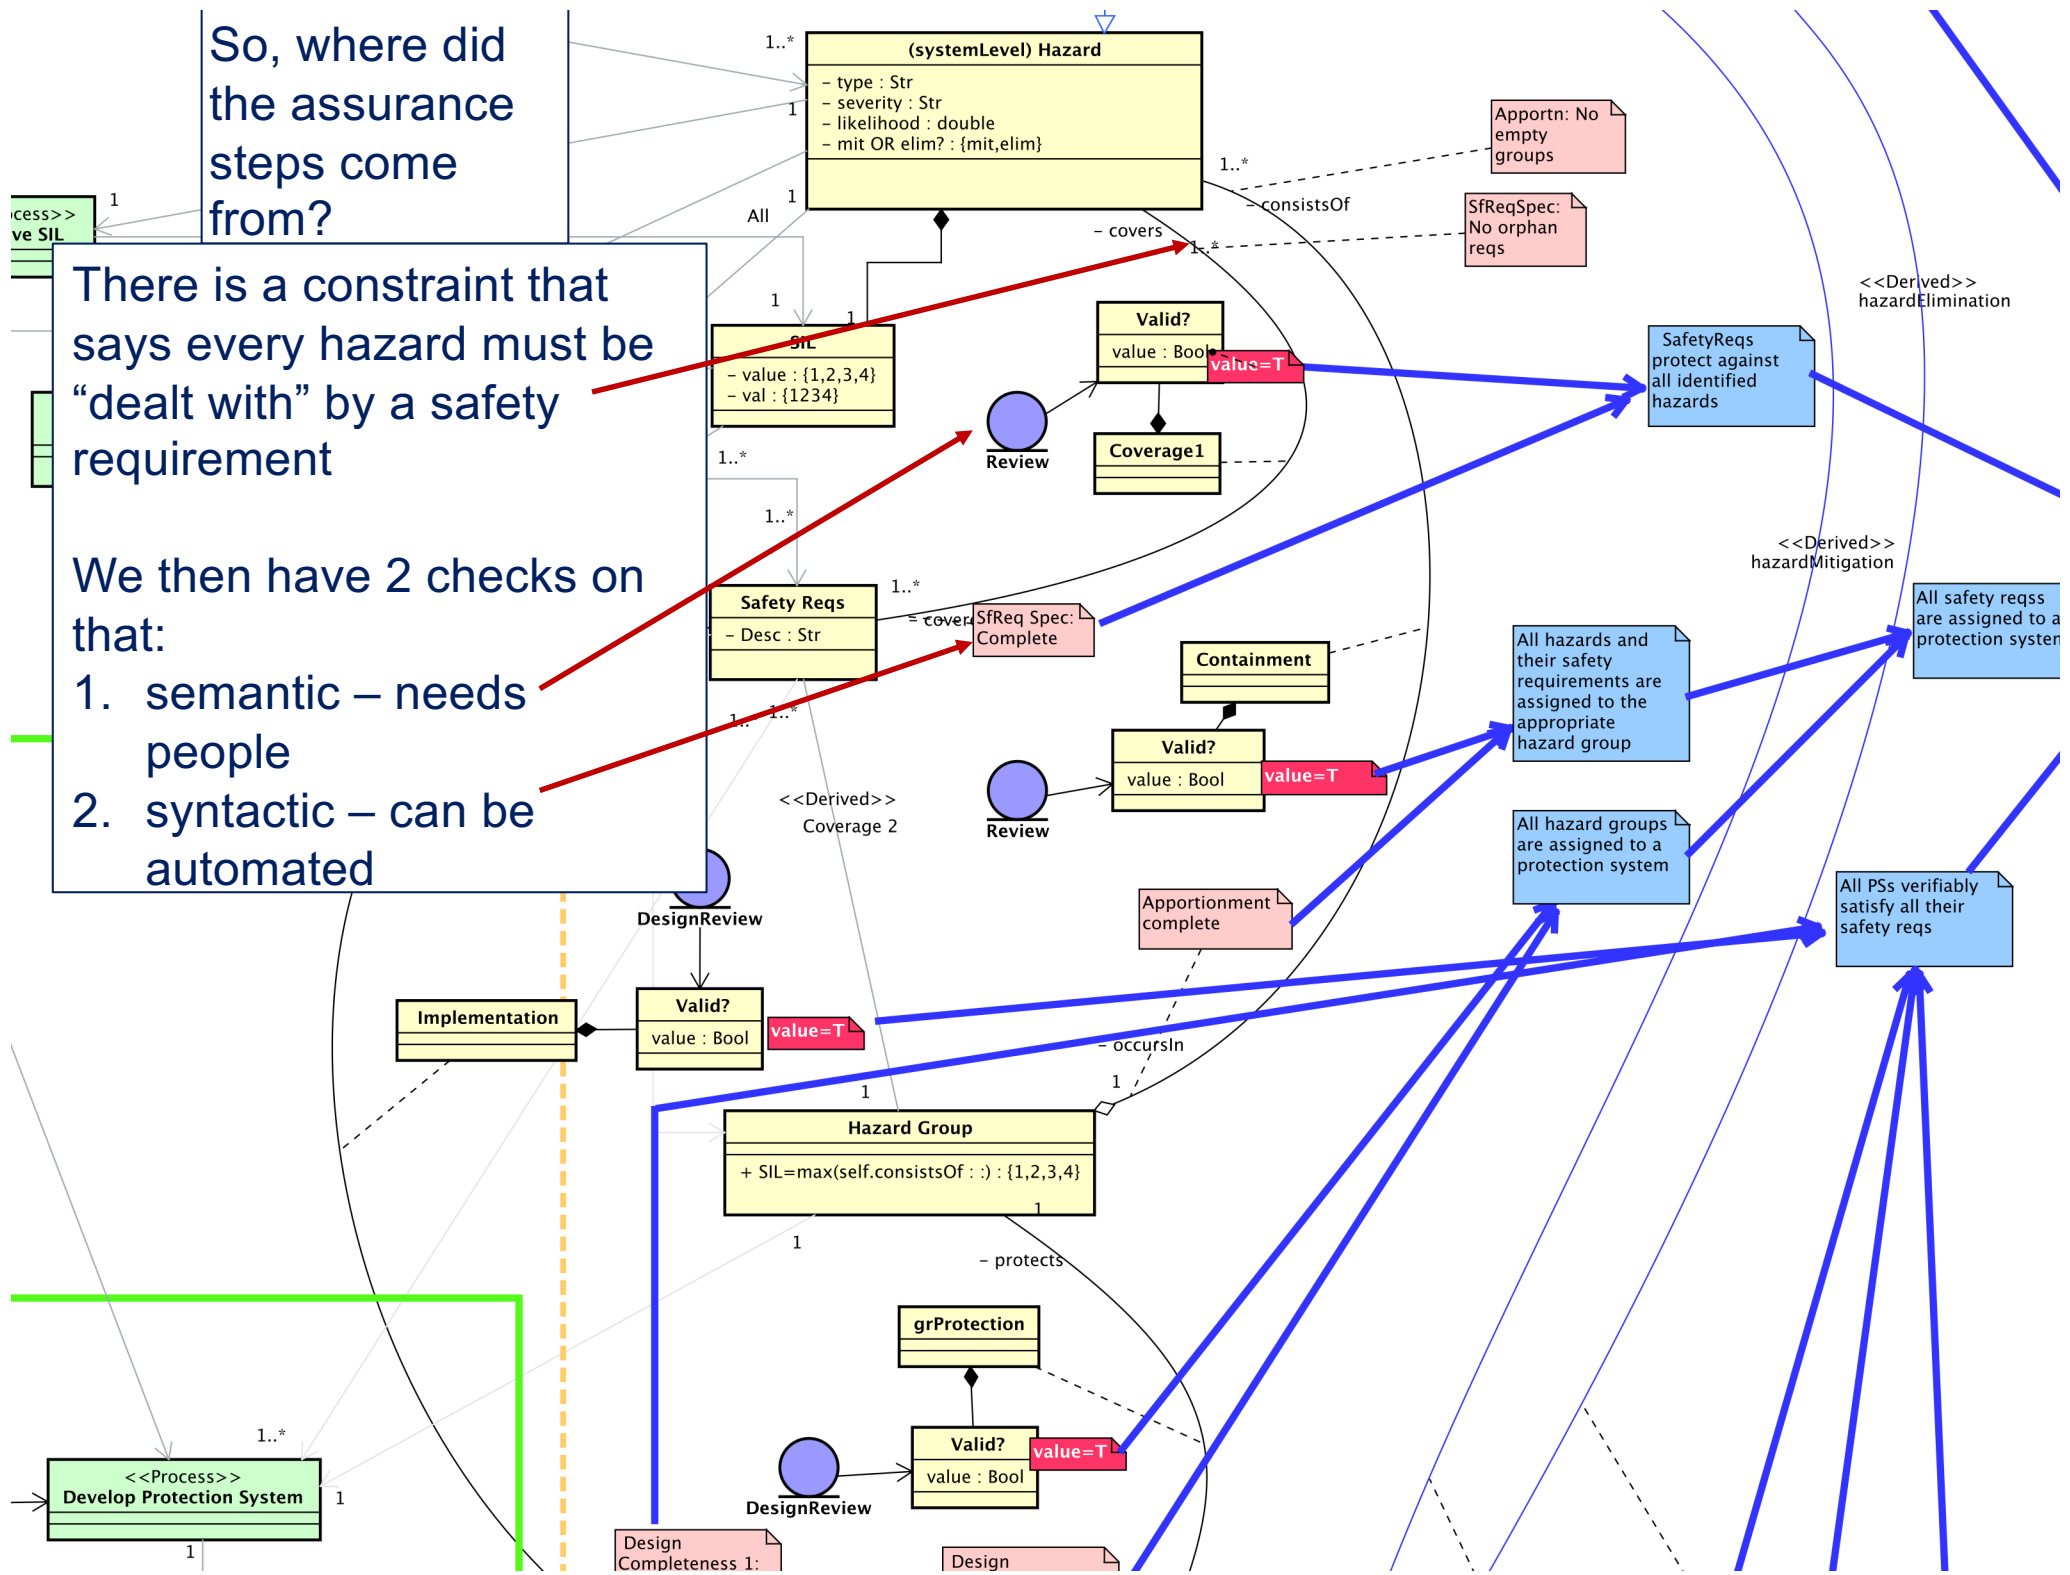 So, where did
the assurance
steps come
from?
There is a constraint that
says every hazard must be
“dealt with” by a safety
requirement
We then have 2 checks on
that:
1. semantic – needs
people
2. syntactic – can be
automated
1..*
1
1
All
(systemLevel) Hazard
– type : Str
– severity : Str
– likelihood : double
– mit OR elim? : {mit,elim}
1..*
– consistsOf
– covers
1..*
Apportn: No
empty
groups
SfReqSpec:
No orphan
reqs
<<Derived>>
hazardElimination
1
ve SIL
1
1
SIL
– value : {1,2,3,4}
– val : {1234}
Valid?
value : Bool
value=T
Review
Coverage1
SafetyReqs
protect against
all identified
hazards
1..*
1..*
1..*
Safety Reqs
– Desc : Str
SfReq Spec:
Complete
1..*
1..*
<<Derived>>
hazardMitigation
All safety reqss
are assigned to a
Containment
Valid?
value : Bool
value=T
Review
All hazards and
their safety
requirements are
assigned to the
appropriate
hazard group
<<Derived>>
Coverage 2
All hazard groups
are assigned to a
protection system
Apportionment
complete
All PSs verifiably
satisfy all their
safety reqs
DesignReview
Implementation
Valid?
value : Bool
value=T
– occursIn
1
1
Hazard Group
+ SIL=max(self.consistsOf : :) : {1,2,3,4}
1
1
– protects
grProtection
Valid?
value : Bool
value=T
DesignReview
1..*
<<Process>>
Develop Protection System
1
1
Design
Completeness 1:
Design